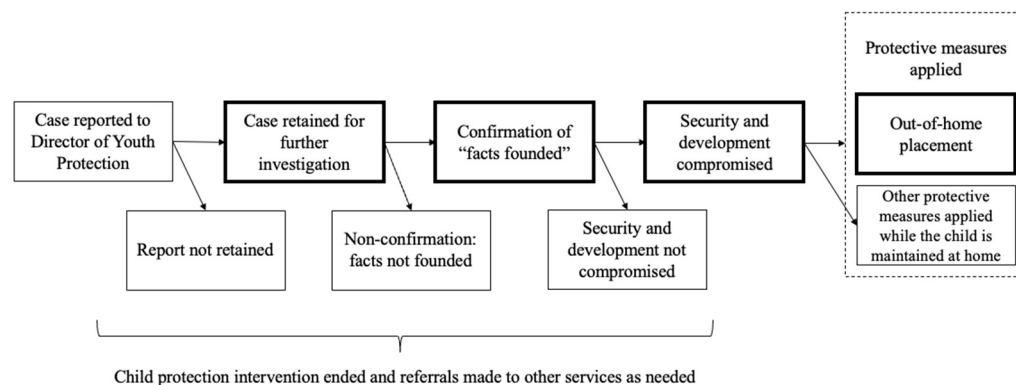 Protective measures
applied
Case reported to
Director of Youth
Protection
Case retained for
further
investigation
Confirmation of
“facts founded”
Security and
development
compromised
Out-of-home
placement
Report not retained
Non-confirmation:
facts not founded
Security and
development not
compromised
Other protective
measures applied
while the child is
maintained at home
Child protection intervention ended and referrals made to other services as needed